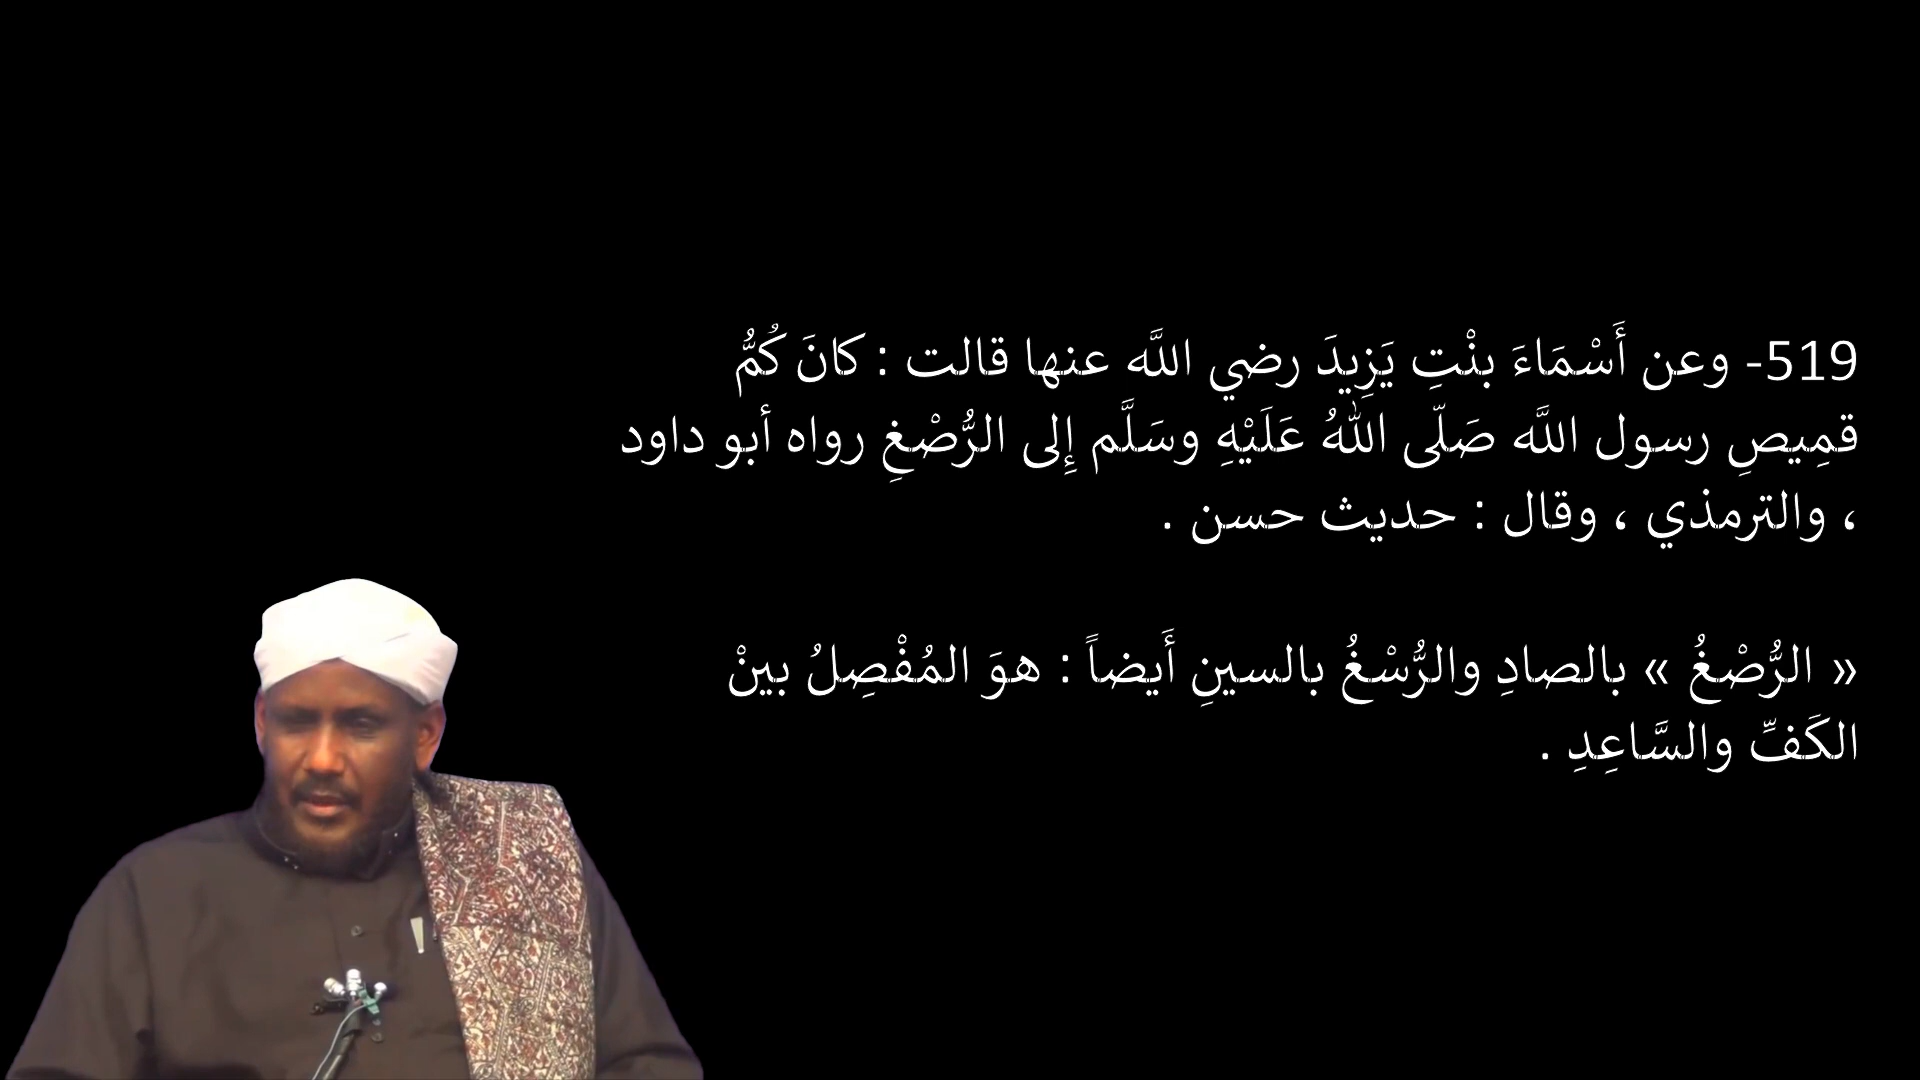 519- وعن أَسْمَاءَ بنْتِ يَزِيدَ رضي اللَّه عنها قالت : كانَ كُمُّ
قمِيصِ رسول اللَّه صَلّى اللهُ عَلَيْهِ وسَلَّم إِلى الرُّصْغِ رواه أبو داود
، والترمذي ، وقال : حديث حسن .
« الرُّصْغُ » بالصادِ والرُّسْغُ بالسينِ أَيضاً : هوَ المُفْصِلُ بينْ
الكَفِّ والسَّاعِدِ .